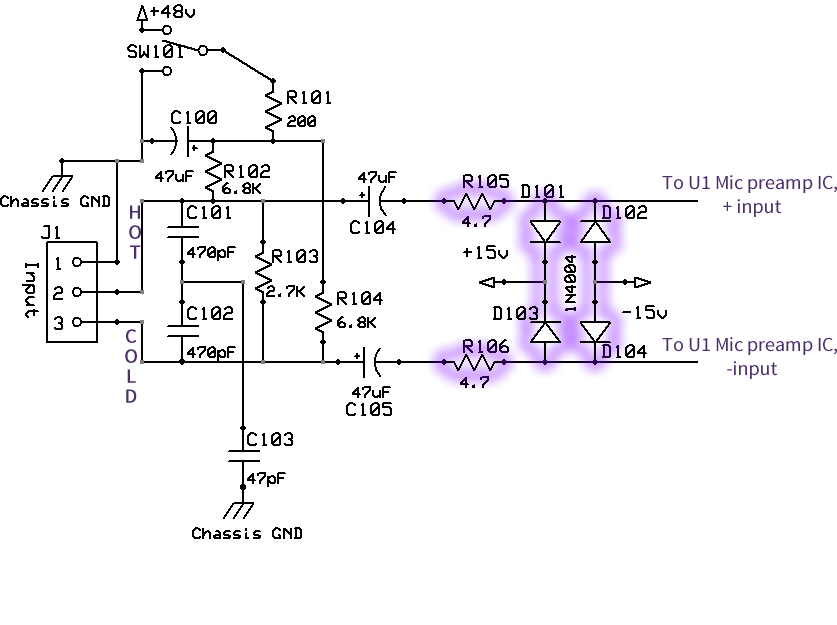 +48v
SW101
R101
200
C100
47uF
R102
6.8K
Chassis GND
HOT
C101
470pF
47uF
C104
R105
4.7
D101
D102
To U1 Mic preamp IC,
+ input
J1
Input
1
2
3
R103
2.7K
+15v
1N4004
-15v
R104
6.8K
C102
470pF
D103
D104
COLD
47uF
C105
R106
4.7
To U1 Mic preamp IC,
-input
C103
47pF
Chassis GND